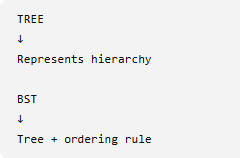 TREE
↓
Represents hierarchy
BST
↓
Tree + ordering rule